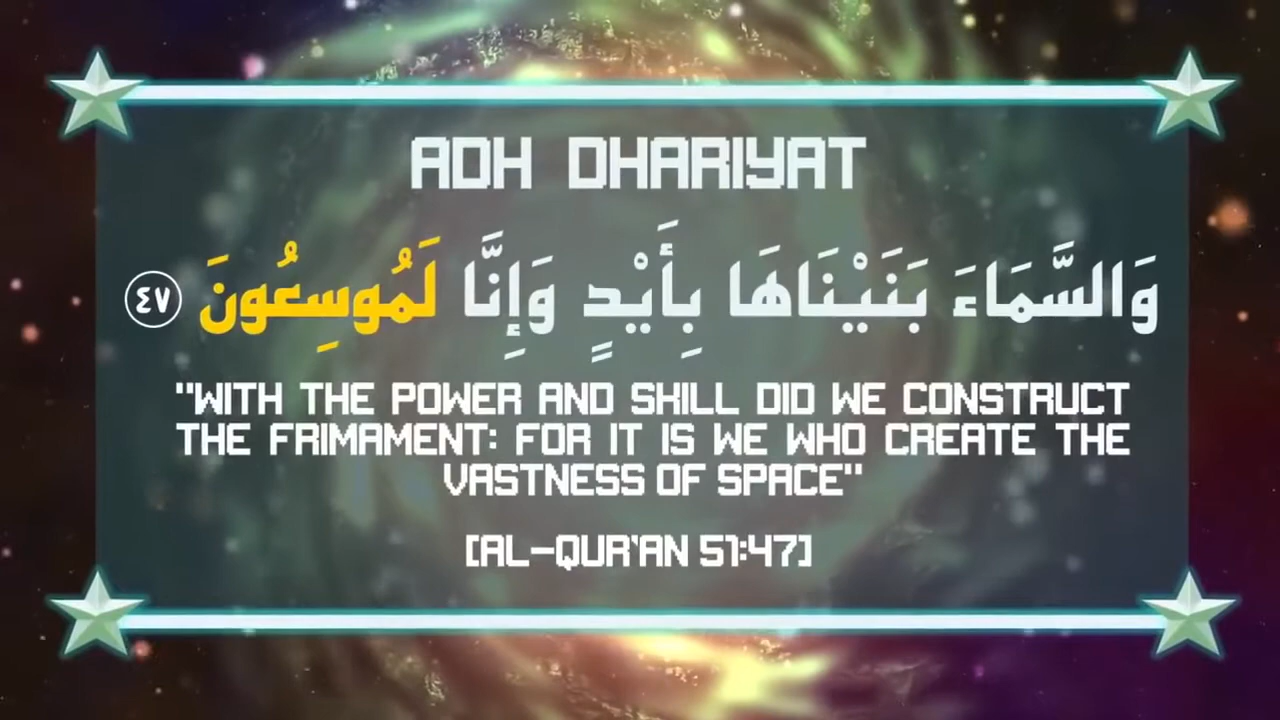 ADH DHARIYAT
وَالسَّمَاءَ بَنَيْنَاهَا بِأَيْدٍ وَإِنَّا لَمُوسِعُونَ ٤٧
"WITH THE POWER AND SKILL DID WE CONSTRUCT
THE FRIMAMENT: FOR IT IS WE WHO CREATE THE
VASTNESS OF SPACE"
[AL-QUR'AN 51:47]